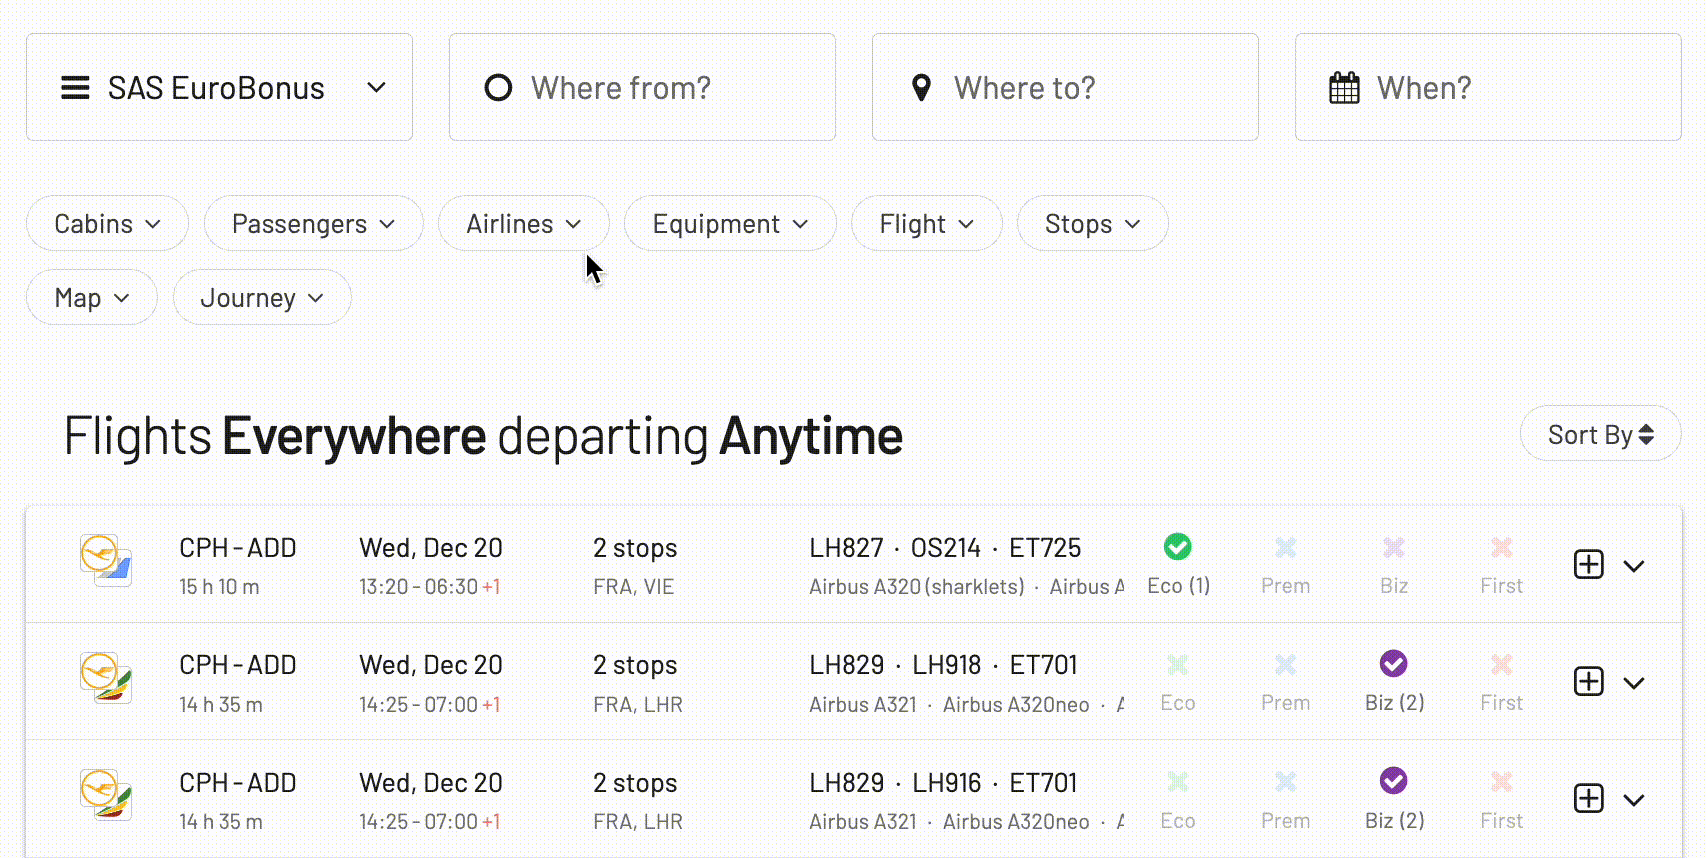 SAS EuroBonus Where from? Where to? When?
Cabins Passengers Airlines Equipment Flight Stops
Map Journey
Flights Everywhere departing Anytime Sort By
CPH - ADD Wed, Dec 20 2 stops LH827 · OS214 · ET725
15 h 10 m 13:20 - 06:30 +1 FRA, VIE Airbus A320 (sharklets) · Airbus A Eco (1) Prem Biz First
CPH - ADD Wed, Dec 20 2 stops LH829 · LH918 · ET701
14 h 35 m 14:25 - 07:00 +1 FRA, LHR Airbus A321 · Airbus A320neo · A Eco Prem Biz (2) First
CPH - ADD Wed, Dec 20 2 stops LH829 · LH916 · ET701
14 h 35 m 14:25 - 07:00 +1 FRA, LHR Airbus A321 · Airbus A320neo · A Eco Prem Biz (2) First